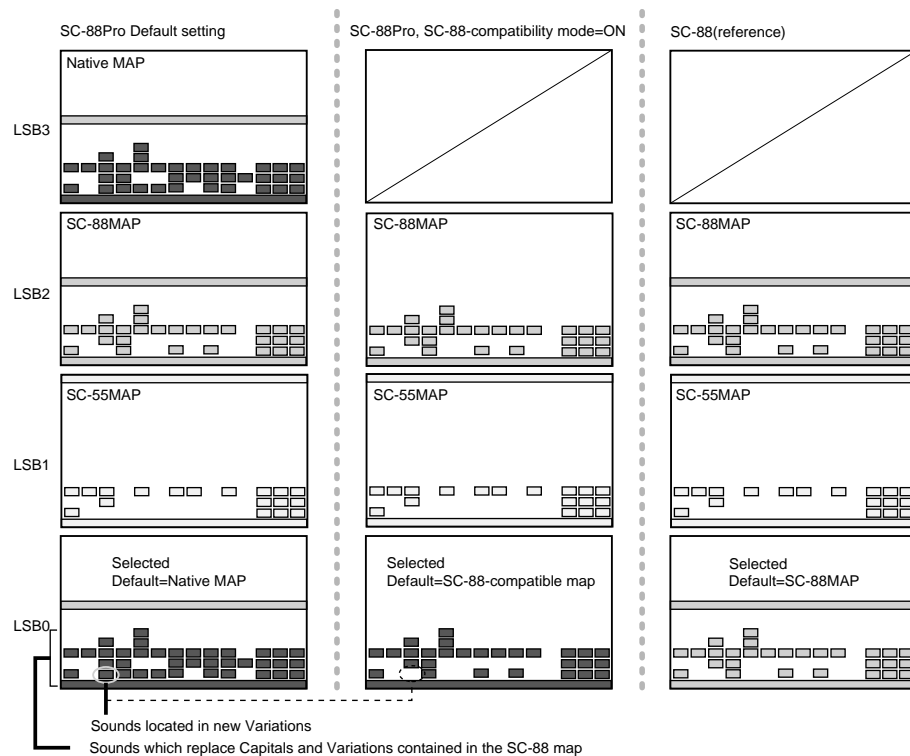 SC-88Pro Default setting
SC-88Pro, SC-88-compatibility mode=ON
SC-88(reference)
Native MAP
LSB3
SC-88MAP
SC-88MAP
SC-88MAP
LSB2
SC-55MAP
SC-55MAP
SC-55MAP
LSB1
Selected
Default=Native MAP
Selected
Default=SC-88-compatible map
Selected
Default=SC-88MAP
LSB0
Sounds located in new Variations
Sounds which replace Capitals and Variations contained in the SC-88 map